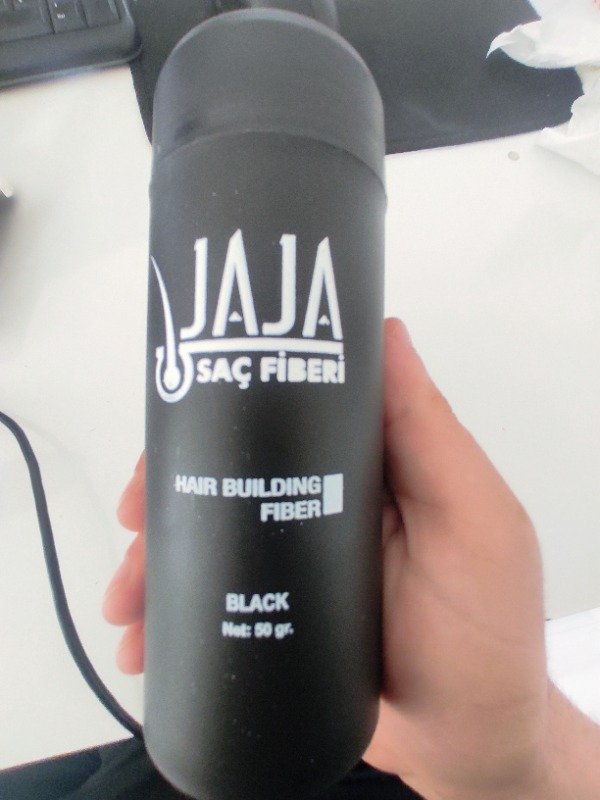 JAJA
SAÇ FİBERİ
HAIR BUILDING
FIBER
BLACK
Net: 50 gr.